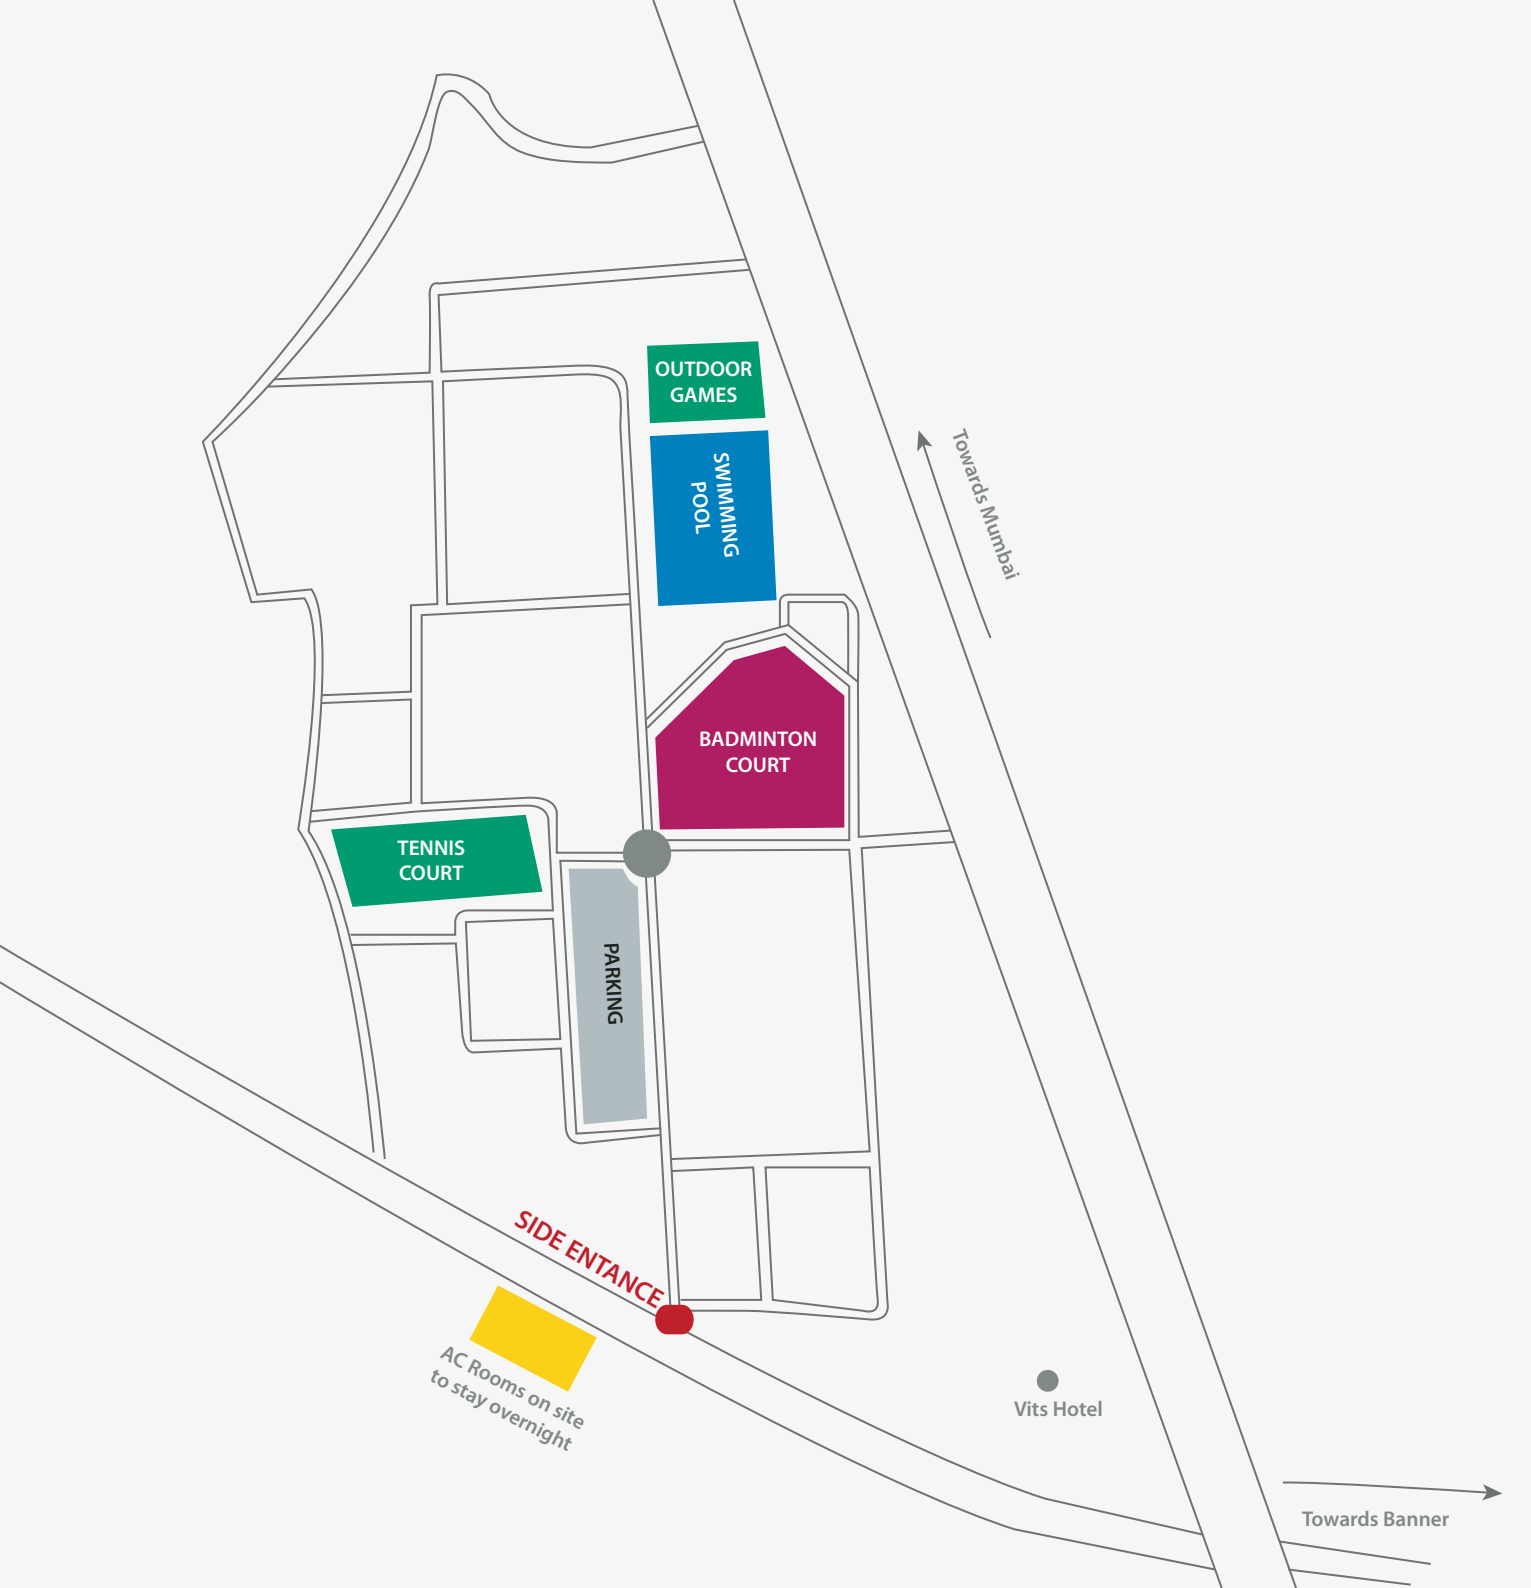 OUTDOOR
GAMES
SWIMMING
POOL
Towards Mumbai
BADMINTON
COURT
TENNIS
COURT
PARKING
SIDE ENTANCE
AC Rooms on site
to stay overnight
Vits Hotel
Towards Banner